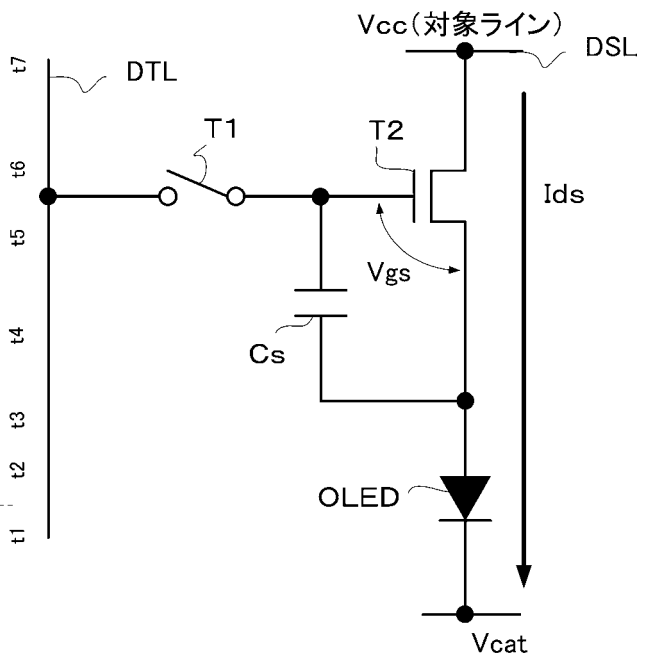 Vcc(対象ライン)
DSL
DTL
T1
T2
Ids
Vgs
Cs
OLED
Vcat
t7
t6
t5
t4
t3
t2
t1